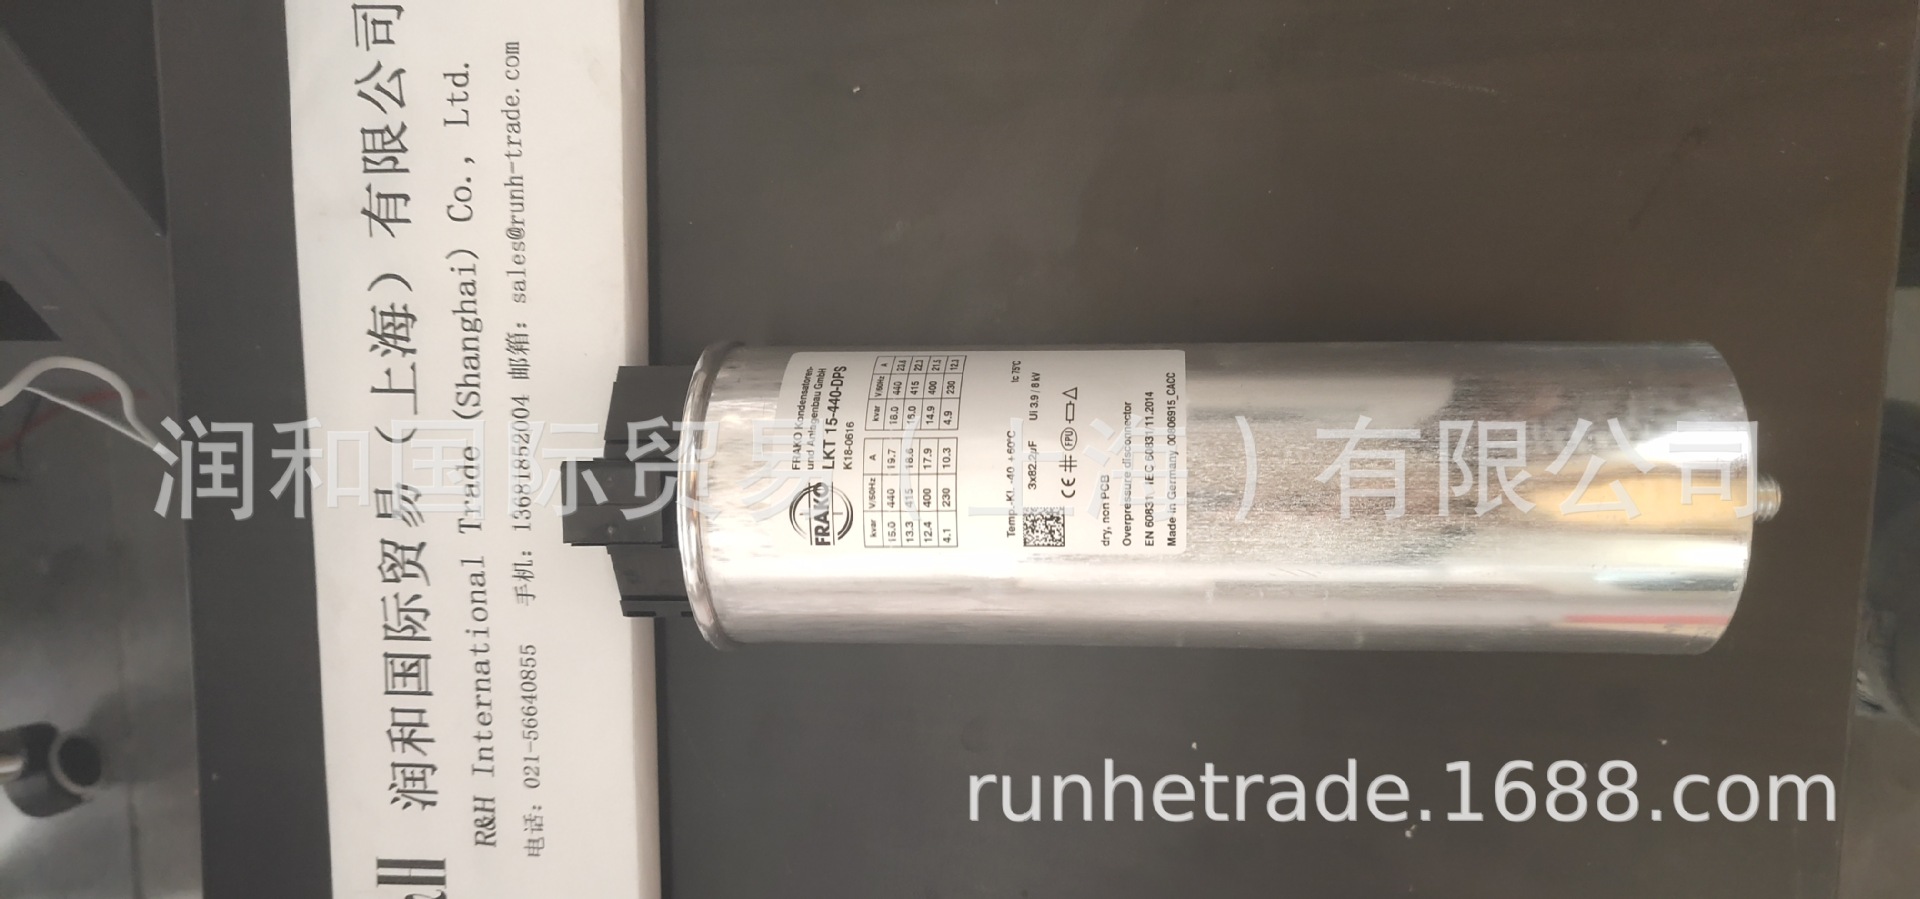 润和国际贸易（上海）有限公司
R&H International Trade (Shanghai) Co., Ltd.
电话：021-56640855 手机：13681852004 邮箱：sales@runh-trade.com
FRAKO
FRAKO Kondensatoren-
und Anlagenbau GmbH
LKT 15-440-DPS
K18-0616
kvar V/50Hz A
15.0 440 19.7
13.3 415 18.6
12.4 400 17.9
4.1 230 10.3
kvar V/60Hz A
18.0 440 23.6
16.0 415 22.3
14.9 400 21.5
4.9 230 12.3
Temp.-Kl. -40 +60°C tc 75°C
3x82.2µF Ui 3.9 / 8 kV
CE FPU
dry, non PCB
Overpressure disconnector
EN 60831, IEC 60831:11.2014
Made in Germany, 00806915_CACC
润和国际贸易（上海）有限公司
runhetrade.1688.com